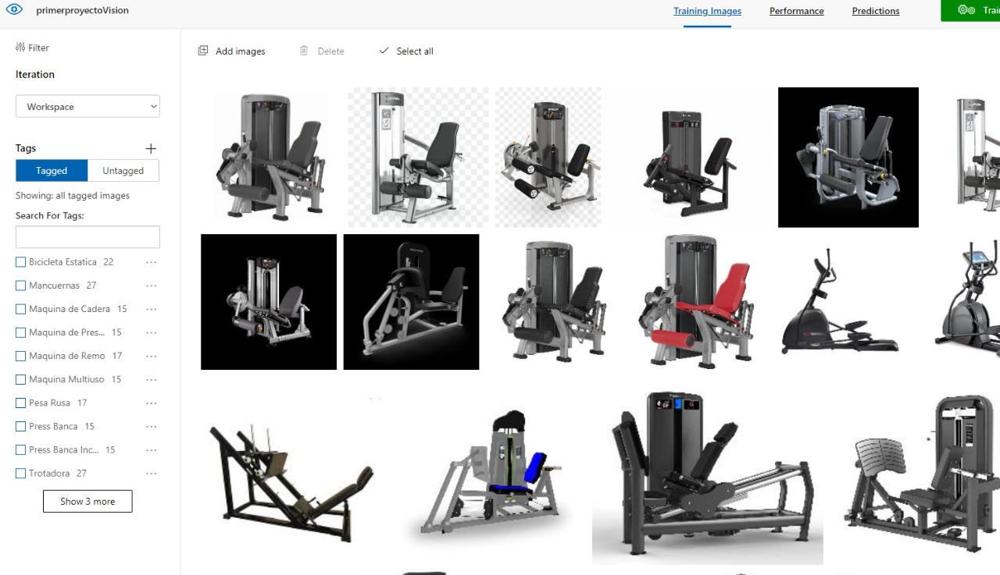 primerproyectoVision
Training Images
Performance
Predictions
Trai
Filter
Add images
Delete
Select all
Iteration
Workspace
Tags
Tagged
Untagged
Showing: all tagged images
Search For Tags:
Bicicleta Estatica 22
Mancuernas 27
Maquina de Cadera 15
Maquina de Pres... 15
Maquina de Remo 17
Maquina Multiuso 15
Pesa Rusa 17
Press Banca 15
Press Banca Inc... 15
Trotadora 27
Show 3 more